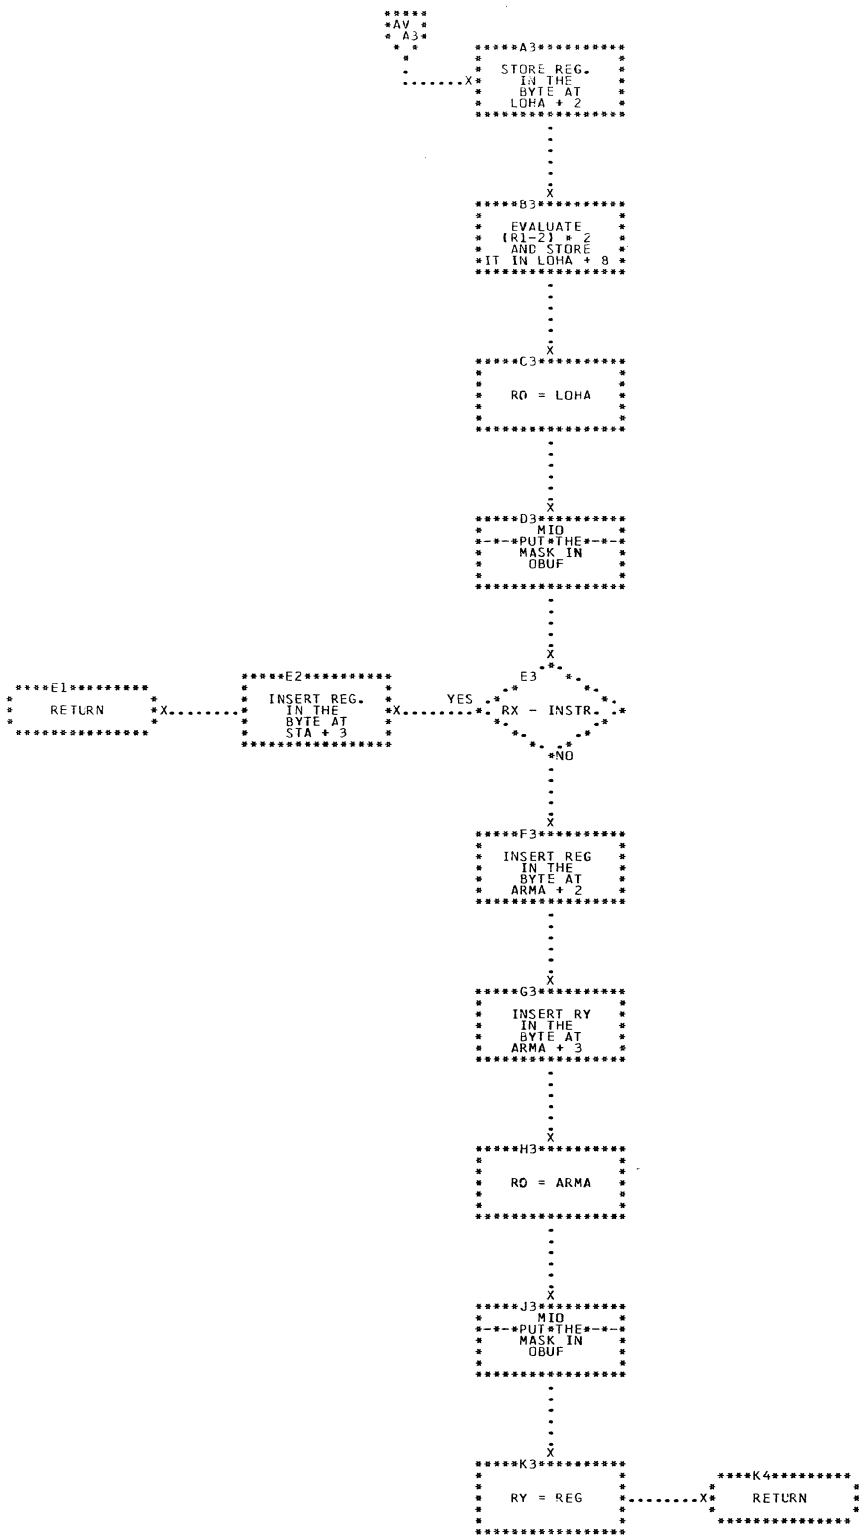 AV
A3
A3
STORE REG.
IN THE
BYTE AT
LOHA + 2
X
X
B3
EVALUATE
(R1-2) * 2
AND STORE
IT IN LOHA + 8
X
C3
R0 = LOHA
X
D3
MIO
PUT THE
MASK IN
OBUF
X
E1
RETURN
X
E2
INSERT REG.
IN THE
BYTE AT
STA + 3
X
YES
E3
RX - INSTR.
NO
X
F3
INSERT REG
IN THE
BYTE AT
ARMA + 2
X
G3
INSERT RY
IN THE
BYTE AT
ARMA + 3
X
H3
R0 = ARMA
X
J3
MIO
PUT THE
MASK IN
OBUF
X
K3
RY = REG
X
K4
RETURN